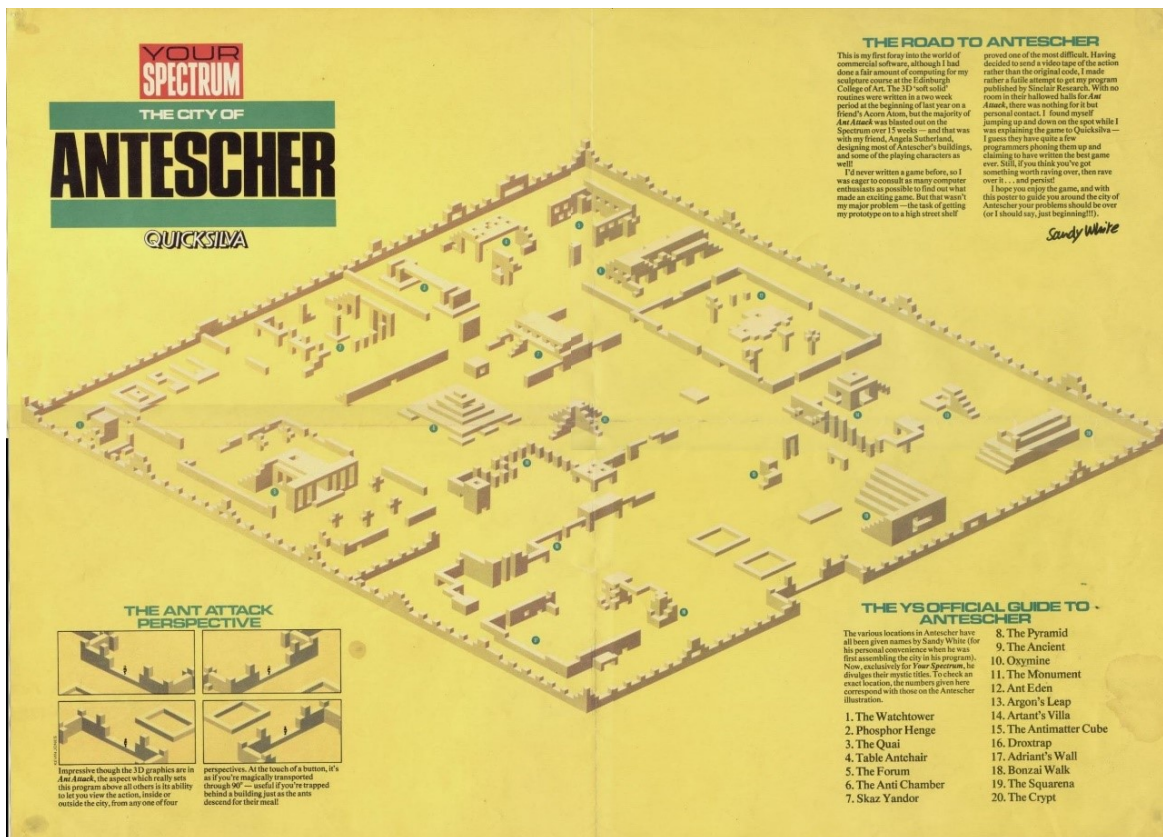 YOUR
SPECTRUM
THE CITY OF
ANTESCHER
QUICKSILVA
THE ROAD TO ANTESCHER
This is my first foray into the world of
commercial software, although I had
done a fair amount of computing for my
sculpture course at the Edinburgh
College of Art. The 3D 'soft solid'
routines were written in a two week
period at the beginning of last year on a
friend's Acorn Atom, but the majority of
Ant Attack was blasted out on the
Spectrum over 15 weeks — and that was
with my friend, Angela Sutherland,
designing most of Antescher's buildings,
and some of the playing characters as
well!
I'd never written a game before, so I
was eager to consult as many computer
enthusiasts as possible to find out what
made an exciting game. But that wasn't
my major problem — the task of getting
my prototype on to a high street shelf
proved one of the most difficult. Having
decided to send a video tape of the action
rather than the original code, I made
rather a futile attempt to get my program
published by Sinclair Research. With no
room in their hallowed halls for Ant
Attack, there was nothing for it but
personal contact. I found myself
jumping up and down on the spot while I
was explaining the game to Quicksilva —
I guess they have quite a few
programmers phoning them up and
claiming to have written the best game
ever. Still, if you think you've got
something worth raving over, then rave
over it . . . and persist!
I hope you enjoy the game, and with
this poster to guide you around the city of
Antescher your problems should be over
(or I should say, just beginning!!!).
Sandy White
THE ANT ATTACK
PERSPECTIVE
Impressive though the 3D graphics are in
Ant Attack, the aspect which really sets
this program above all others is its ability
to let you view the action, inside or
outside the city, from any one of four
perspectives. At the touch of a button, it's
as if you're magically transported
through 90° — useful if you're trapped
behind a building just as the ants
descend for their meal!
THE YS OFFICIAL GUIDE TO
ANTESCHER
The various locations in Antescher have
all been given names by Sandy White (for
his personal convenience when he was
first assembling the city in his program).
Now, exclusively for Your Spectrum, he
divulges their mystic titles. To check an
exact location, the numbers given here
correspond with those on the Antescher
illustration.
1. The Watchtower
2. Phosphor Henge
3. The Quai
4. Table Antchair
5. The Forum
6. The Anti Chamber
7. Skaz Yandor
8. The Pyramid
9. The Ancient
10. Oxymine
11. The Monument
12. Ant Eden
13. Argon's Leap
14. Artant's Villa
15. The Antimatter Cube
16. Droxtrap
17. Adriant's Wall
18. Bonzai Walk
19. The Squarena
20. The Crypt